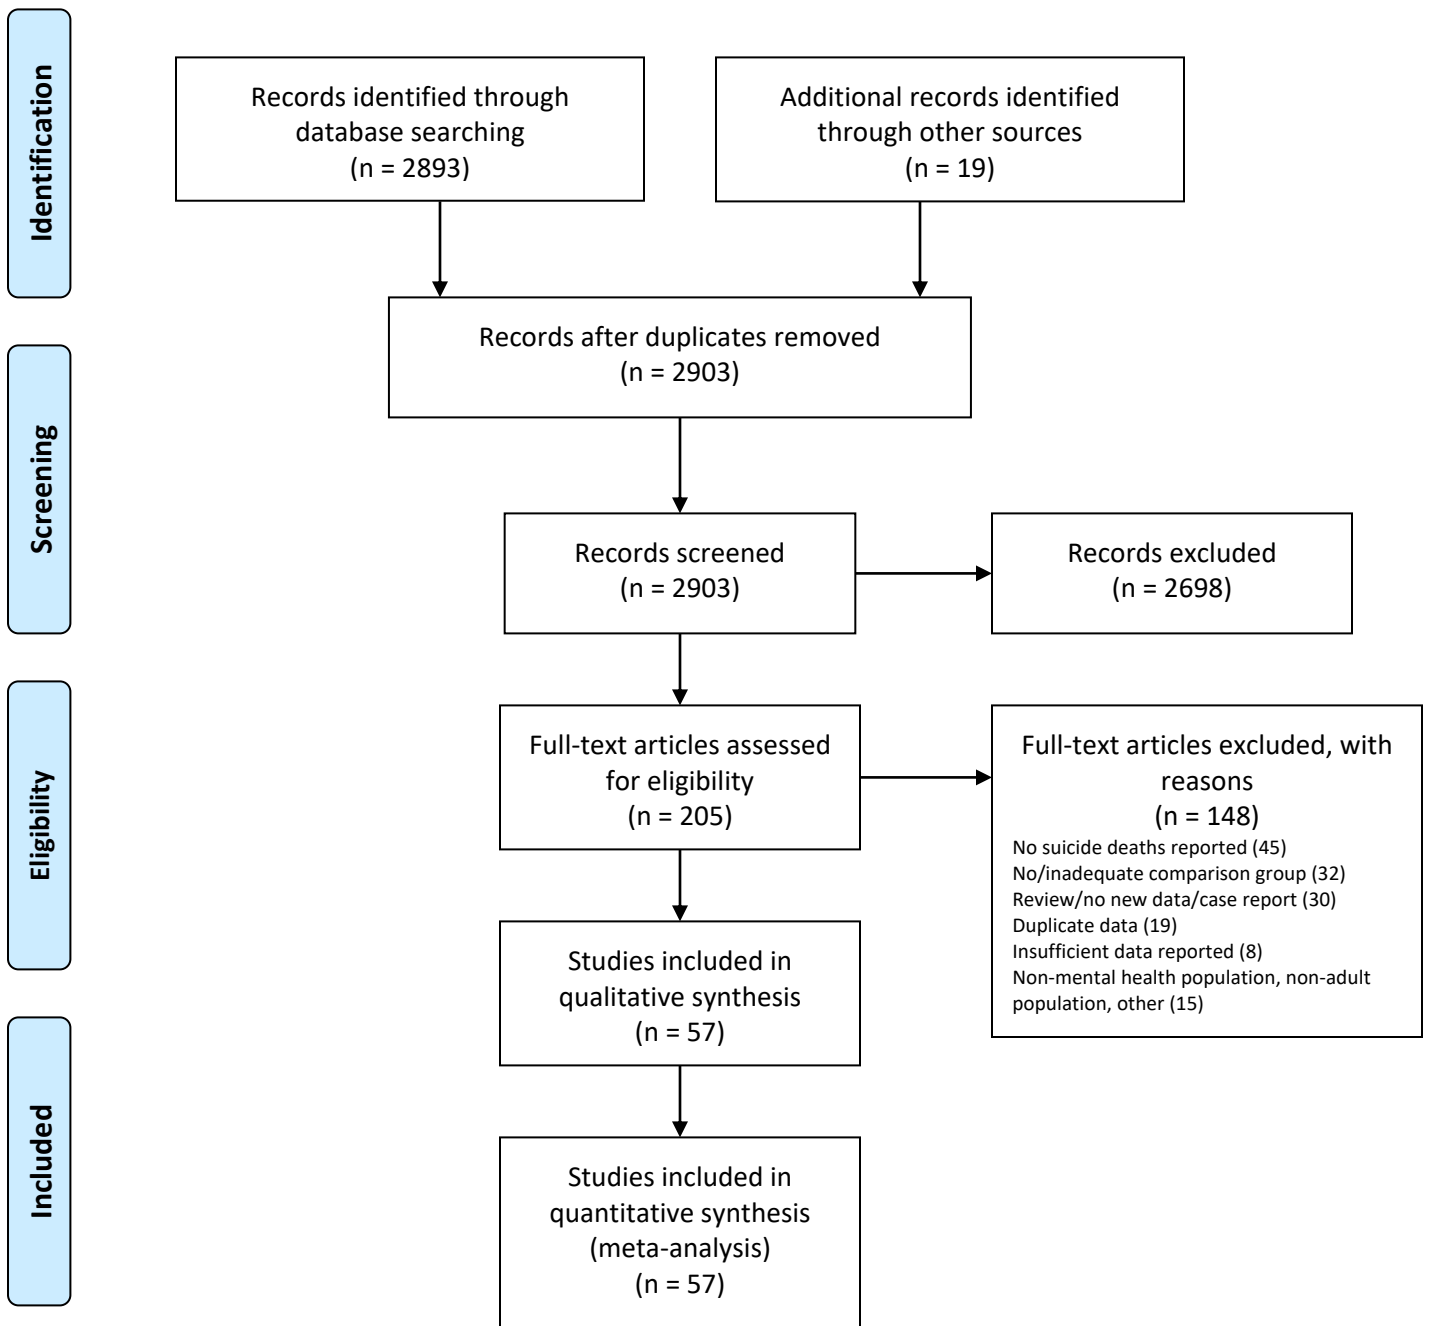 Identification
Records identified through
database searching
(n = 2893)
Additional records identified
through other sources
(n = 19)
Records after duplicates removed
(n = 2903)
Screening
Records screened
(n = 2903)
Records excluded
(n = 2698)
Eligibility
Full-text articles assessed
for eligibility
(n = 205)
Full-text articles excluded, with
reasons
(n = 148)
No suicide deaths reported (45)
No/inadequate comparison group (32)
Review/no new data/case report (30)
Duplicate data (19)
Insufficient data reported (8)
Non-mental health population, non-adult
population, other (15)
Studies included in
qualitative synthesis
(n = 57)
Included
Studies included in
quantitative synthesis
(meta-analysis)
(n = 57)